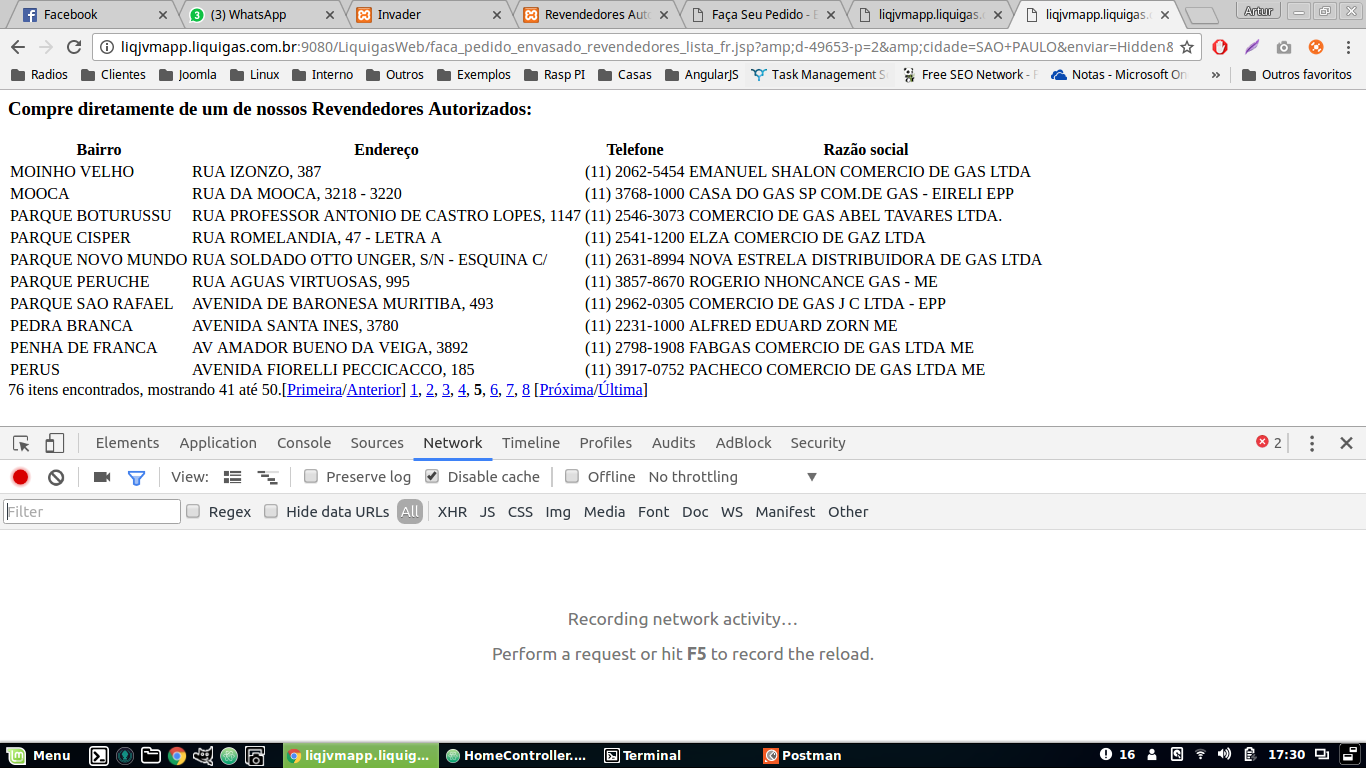 Facebook
(3) WhatsApp
Invader
Revendedores Aut
Faça Seu Pedido - E
liqjvmapp.liquigas.c
liqjvmapp.liquigas.c
Artur
liqjvmapp.liquigas.com.br:9080/LiquigasWeb/faca_pedido_envasado_revendedores_lista_fr.jsp?amp;d-49653-p=2&amp;cidade=SAO+PAULO&enviar=Hidden&
Radios Clientes Joomla Linux Interno Outros Exemplos Rasp PI Casas AngularJS Task Management S Free SEO Network - F Notas - Microsoft On » Outros favoritos
Compre diretamente de um de nossos Revendedores Autorizados:
Bairro Endereço Telefone Razão social
MOINHO VELHO RUA IZONZO, 387 (11) 2062-5454 EMANUEL SHALON COMERCIO DE GAS LTDA
MOOCA RUA DA MOOCA, 3218 - 3220 (11) 3768-1000 CASA DO GAS SP COM.DE GAS - EIRELI EPP
PARQUE BOTURUSSU RUA PROFESSOR ANTONIO DE CASTRO LOPES, 1147 (11) 2546-3073 COMERCIO DE GAS ABEL TAVARES LTDA.
PARQUE CISPER RUA ROMELANDIA, 47 - LETRA A (11) 2541-1200 ELZA COMERCIO DE GAZ LTDA
PARQUE NOVO MUNDO RUA SOLDADO OTTO UNGER, S/N - ESQUINA C/ (11) 2631-8994 NOVA ESTRELA DISTRIBUIDORA DE GAS LTDA
PARQUE PERUCHE RUA AGUAS VIRTUOSAS, 995 (11) 3857-8670 ROGERIO NHONCANCE GAS - ME
PARQUE SAO RAFAEL AVENIDA DE BARONESA MURITIBA, 493 (11) 2962-0305 COMERCIO DE GAS J C LTDA - EPP
PEDRA BRANCA AVENIDA SANTA INES, 3780 (11) 2231-1000 ALFRED EDUARD ZORN ME
PENHA DE FRANCA AV AMADOR BUENO DA VEIGA, 3892 (11) 2798-1908 FABGAS COMERCIO DE GAS LTDA ME
PERUS AVENIDA FIORELLI PECCICACCO, 185 (11) 3917-0752 PACHECO COMERCIO DE GAS LTDA ME
76 itens encontrados, mostrando 41 até 50.[Primeira/Anterior] 1, 2, 3, 4, 5, 6, 7, 8 [Próxima/Última]
Elements Application Console Sources Network Timeline Profiles Audits AdBlock Security 2
View: Preserve log Disable cache Offline No throttling
Filter Regex Hide data URLs All XHR JS CSS Img Media Font Doc WS Manifest Other
Recording network activity…
Perform a request or hit F5 to record the reload.
Menu liqjvmapp.liquig... HomeController.... Terminal Postman 16 17:30